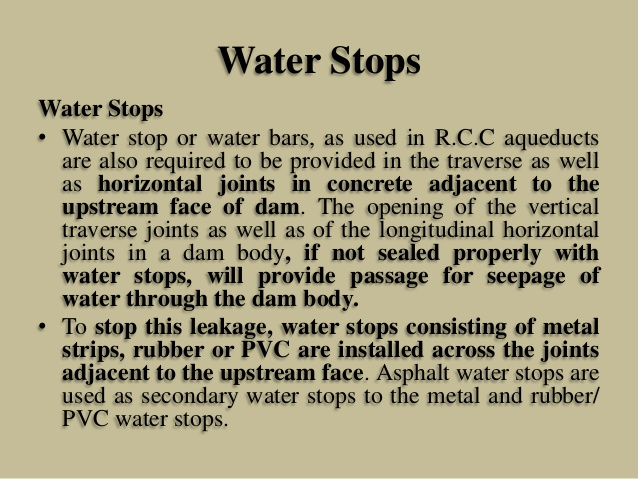 Water Stops
Water Stops
• Water stop or water bars, as used in R.C.C aqueducts
are also required to be provided in the traverse as well
as horizontal joints in concrete adjacent to the
upstream face of dam. The opening of the vertical
traverse joints as well as of the longitudinal horizontal
joints in a dam body, if not sealed properly with
water stops, will provide passage for seepage of
water through the dam body.
• To stop this leakage, water stops consisting of metal
strips, rubber or PVC are installed across the joints
adjacent to the upstream face. Asphalt water stops are
used as secondary water stops to the metal and rubber/
PVC water stops.